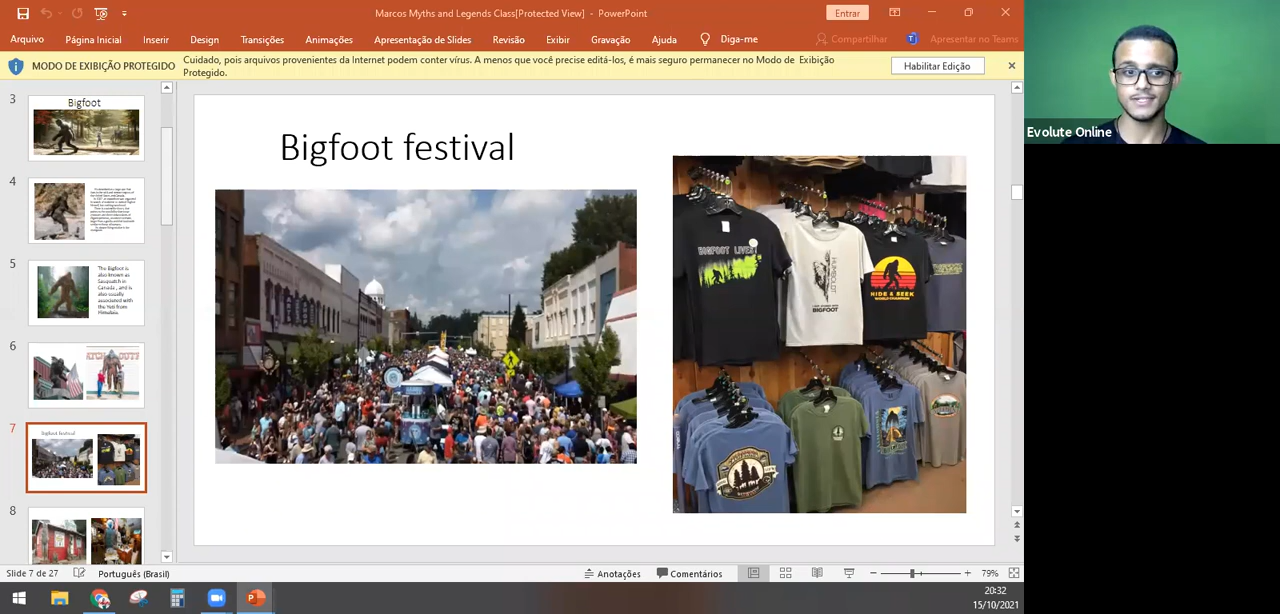 Marcos Myths and Legends Class[Protected View] - PowerPoint
Entrar
Arquivo Página Inicial Inserir Design Transições Animações Apresentação de Slides Revisão Exibir Gravação Ajuda Diga-me Compartilhar Apresentar no Teams
MODO DE EXIBIÇÃO PROTEGIDO Cuidado, pois arquivos provenientes da Internet podem conter vírus. A menos que você precise editá-los, é mais seguro permanecer no Modo de Exibição
Protegido.
Habilitar Edição
3
Bigfoot
4
5
The Bigfoot is
also known as
Sasquatch in
Canada , and is
also usually
associated with
the Yeti from
Himalaia.
6
7
Bigfoot festival
8
Bigfoot festival
BIGFOOT LIVES!
HUMBOLDT
BIGFOOT
HIDE & SEEK
WORLD CHAMPION
Evolute Online
Slide 7 de 27
Português (Brasil)
Anotações
Comentários
79%
20:32
15/10/2021